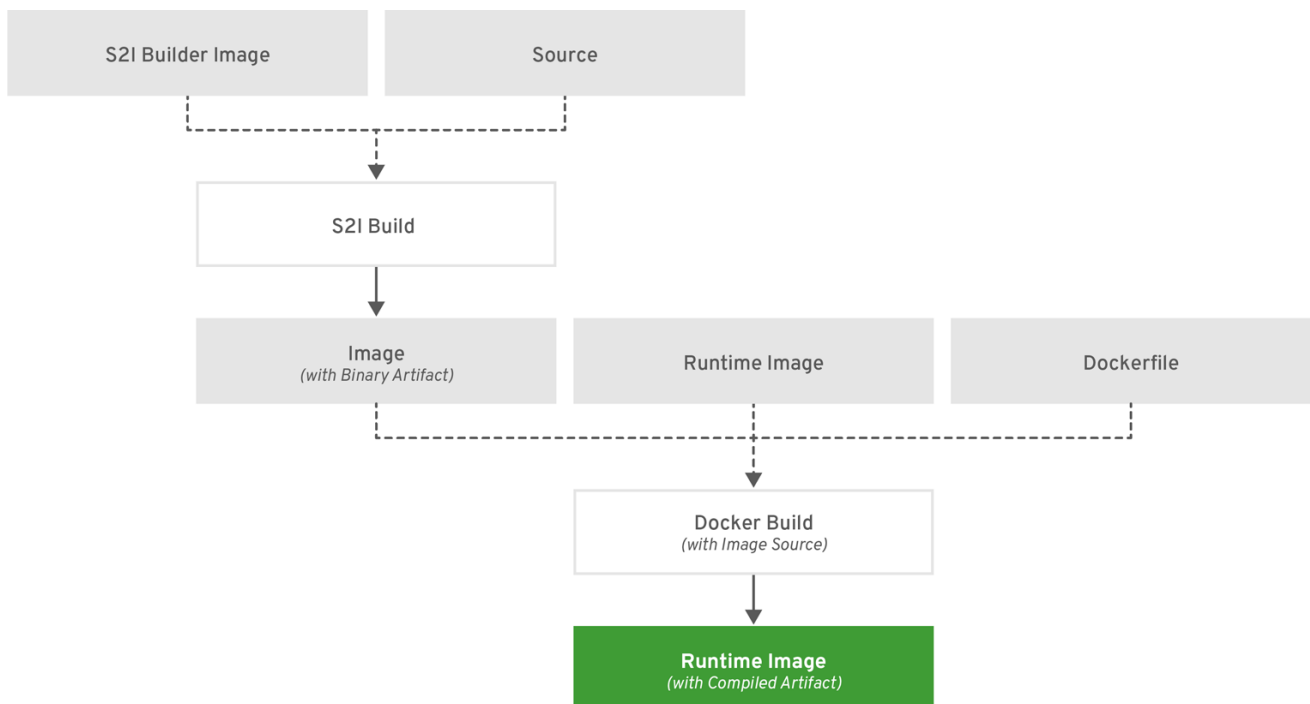 S2I Builder Image
Source
S2I Build
Image
(with Binary Artifact)
Runtime Image
Dockerfile
Docker Build
(with Image Source)
Runtime Image
(with Compiled Artifact)